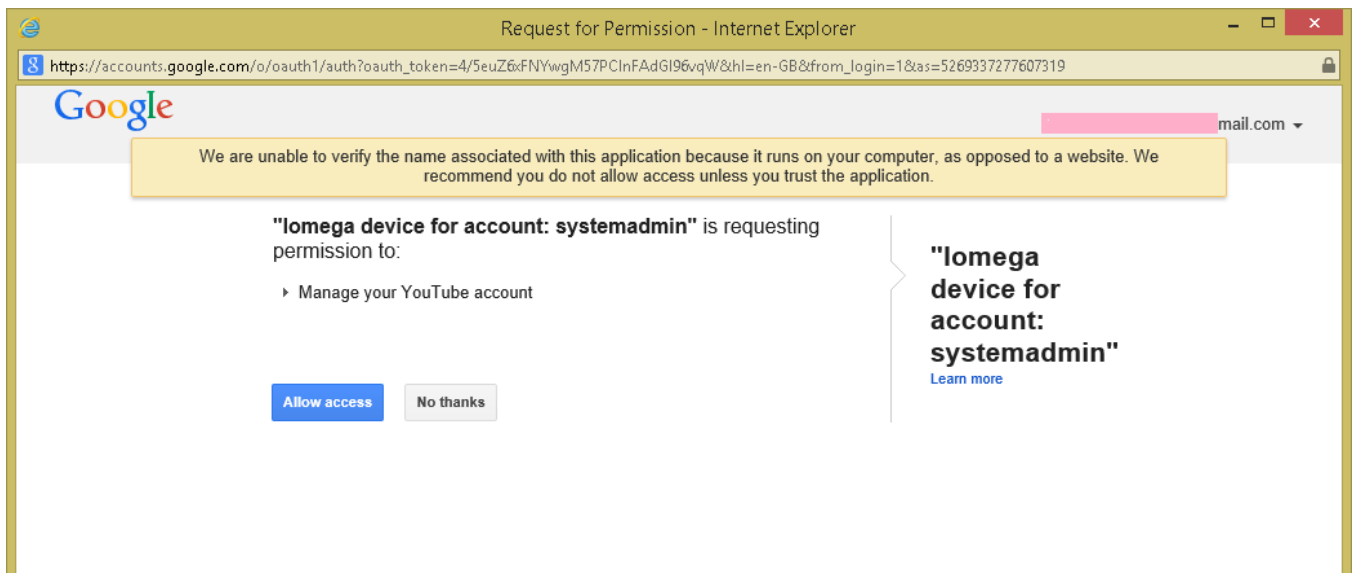 Request for Permission - Internet Explorer
https://accounts.google.com/o/oauth1/auth?oauth_token=4/5euZ6xFNYwgM57PCInFAdGI96vqW&hl=en-GB&from_login=1&as=5269337277607319
Google
mail.com
We are unable to verify the name associated with this application because it runs on your computer, as opposed to a website. We
recommend you do not allow access unless you trust the application.
"Iomega device for account: systemadmin" is requesting
permission to:
Manage your YouTube account
Allow access No thanks
"Iomega
device for
account:
systemadmin"
Learn more